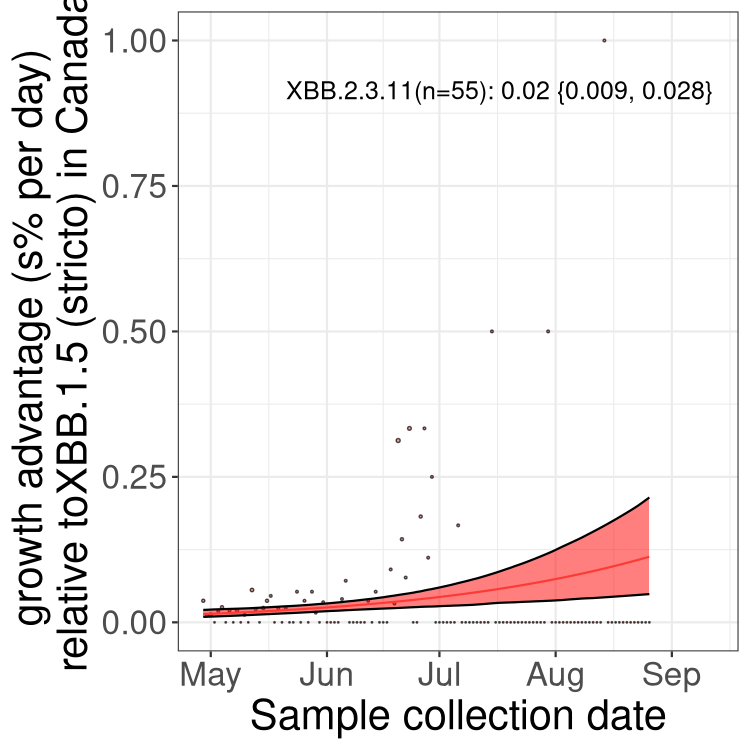 growth advantage (s% per day)
relative toXBB.1.5 (stricto) in Canada
1.00
0.75
0.50
0.25
0.00
XBB.2.3.11(n=55): 0.02 {0.009, 0.028}
May Jun Jul Aug Sep
Sample collection date